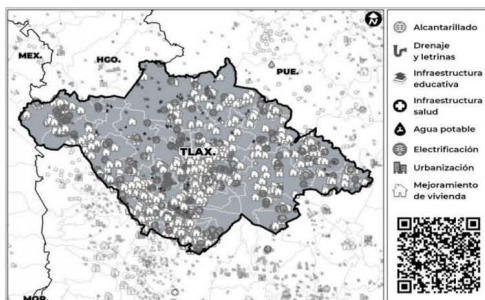 MEX.
HGO.
PUE.
TLAX.
MOR.
Alcantarillado
Drenaje
y letrinas
Infraestructura
educativa
Infraestructura
salud
Agua potable
Electrificación
Urbanización
Mejoramiento
de vivienda